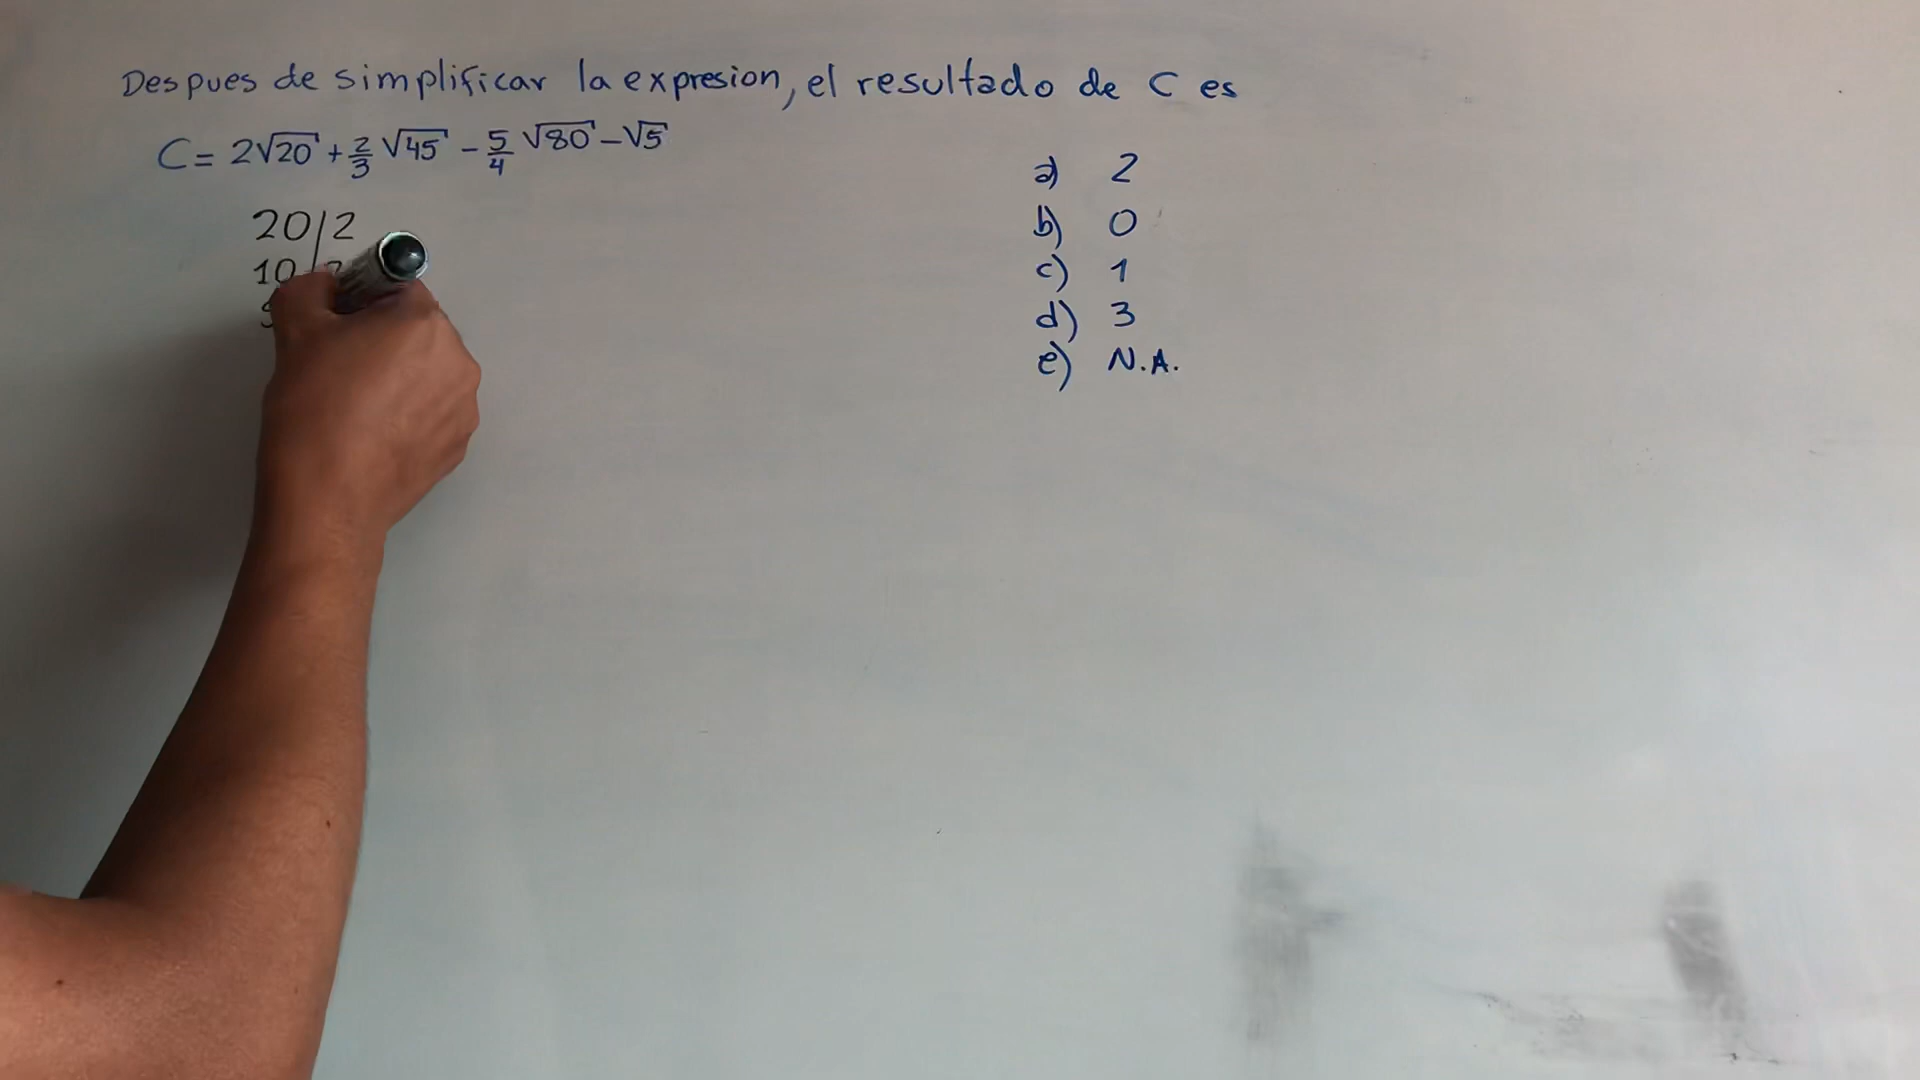 Despues de simplificar la expresion, el resultado de C es
C = 2√20 + 2/3 √45 - 5/4 √80 - √5
a) 2
b) 0
c) 1
d) 3
e) N.A.
20|2
10